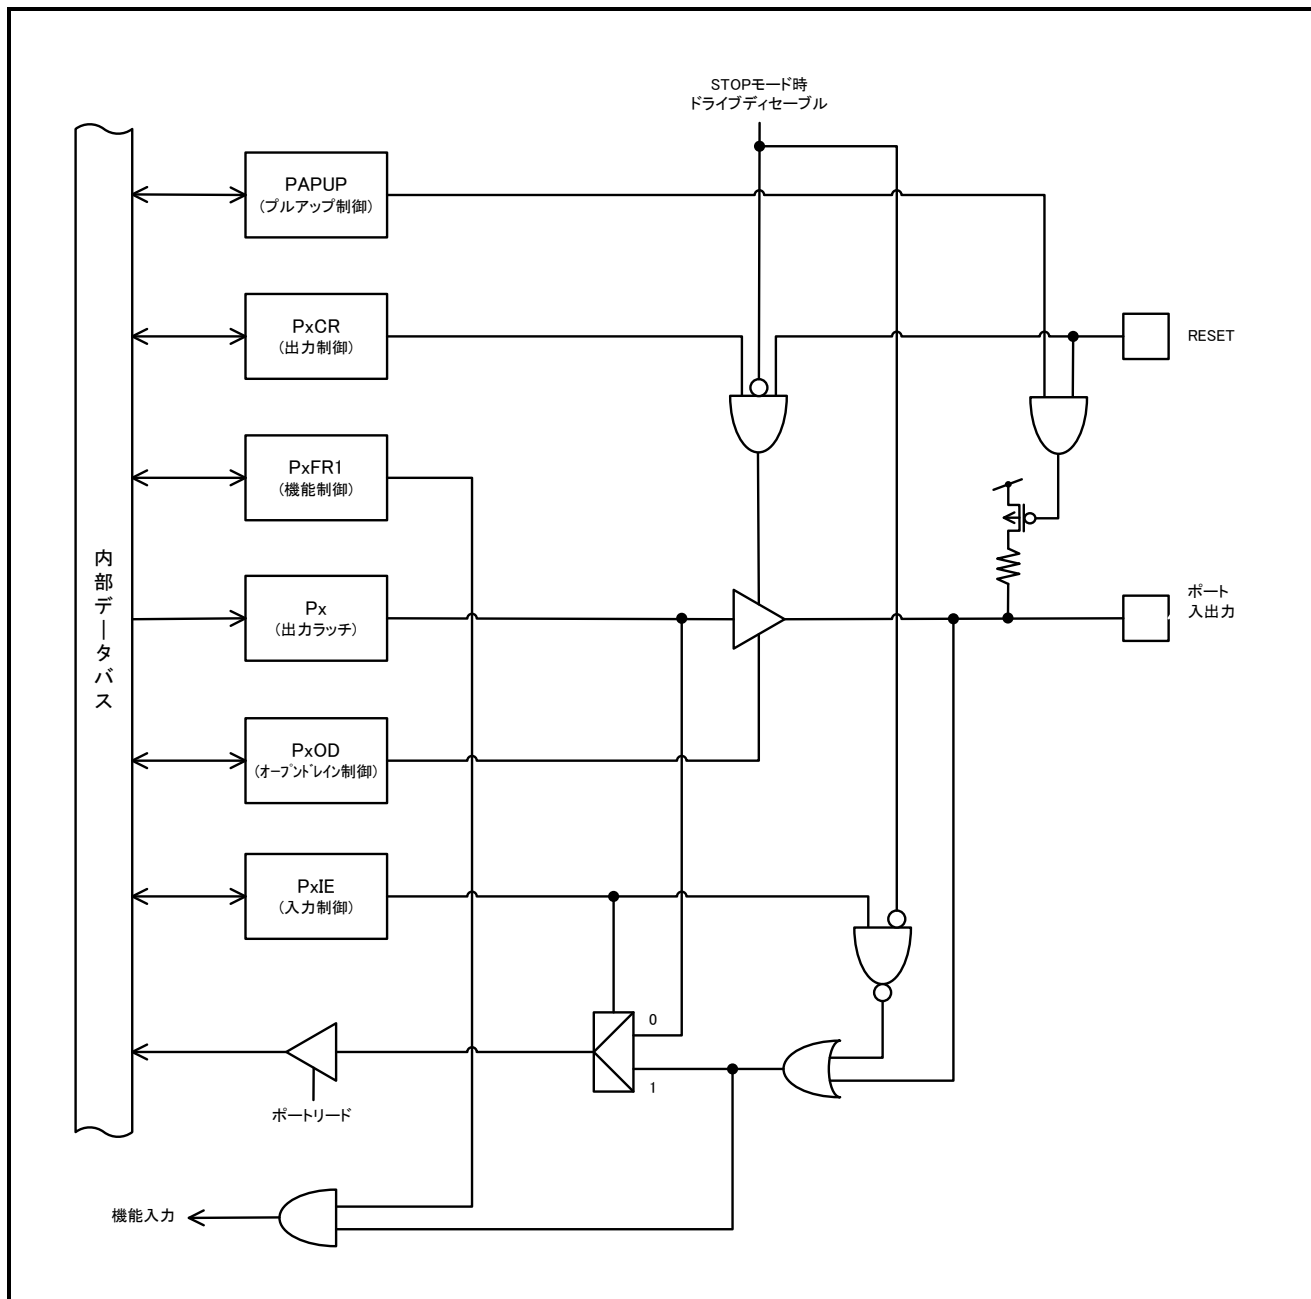 STOPモード時
ドライブディセーブル
PAPUP
(プルアップ制御)
PxCR
(出力制御)
RESET
PxFR1
(機能制御)
内部データバス
Px
(出力ラッチ)
ポート
入出力
PxOD
(オープンドレイン制御)
PxIE
(入力制御)
0
1
ポートリード
機能入力